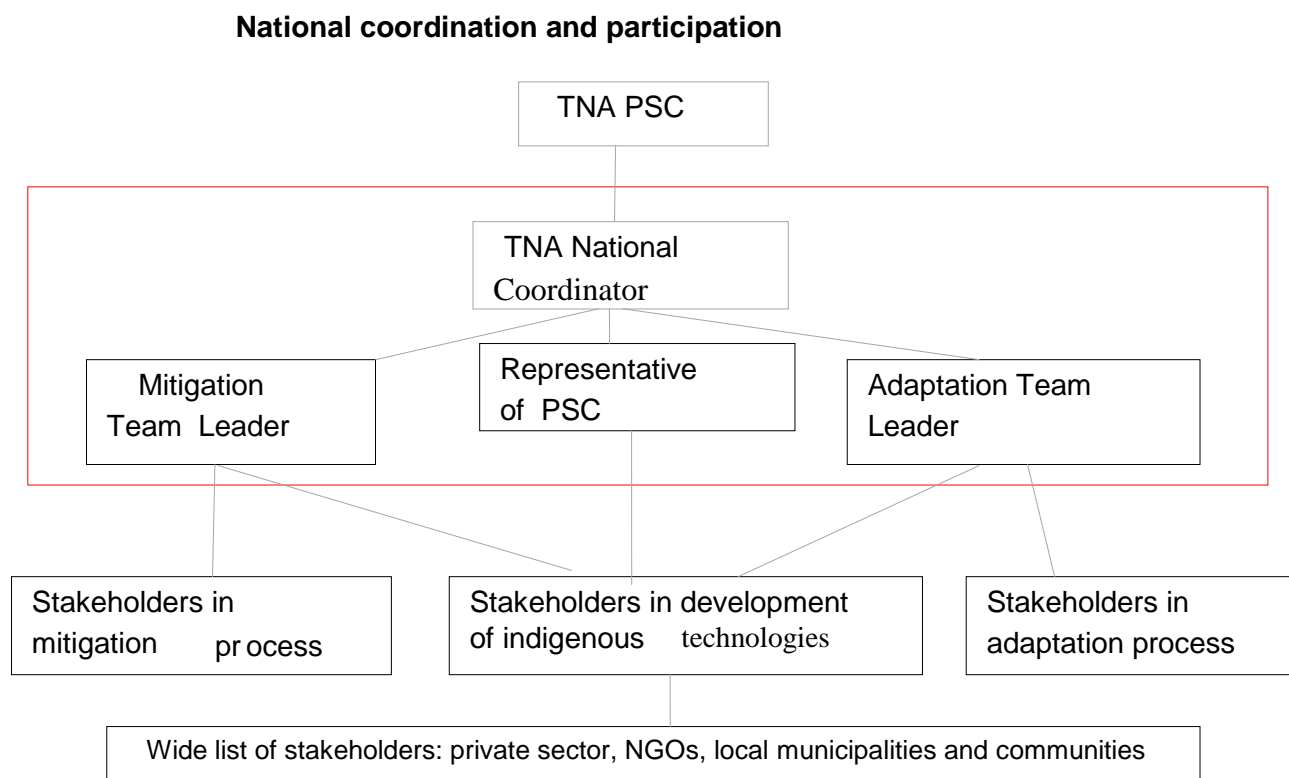 National coordination and participation
TNA PSC
TNA National
Coordinator
Mitigation
Team Leader
Representative
of PSC
Adaptation Team
Leader
Stakeholders in
mitigation process
Stakeholders in development
of indigenous technologies
Stakeholders in
adaptation process
Wide list of stakeholders: private sector, NGOs, local municipalities and communities